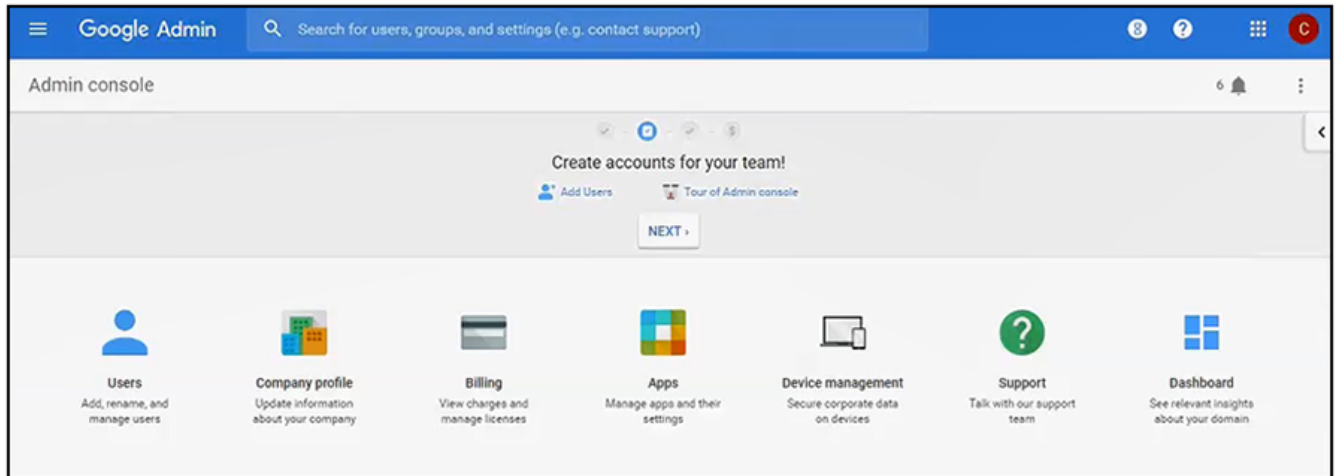 Google Admin
Search for users, groups, and settings (e.g. contact support)
8
?
C
Admin console
6
$
Create accounts for your team!
Add Users
Tour of Admin console
NEXT ›
Users
Add, rename, and
manage users
Company profile
Update information
about your company
Billing
View charges and
manage licenses
Apps
Manage apps and their
settings
Device management
Secure corporate data
on devices
?
Support
Talk with our support
team
Dashboard
See relevant insights
about your domain